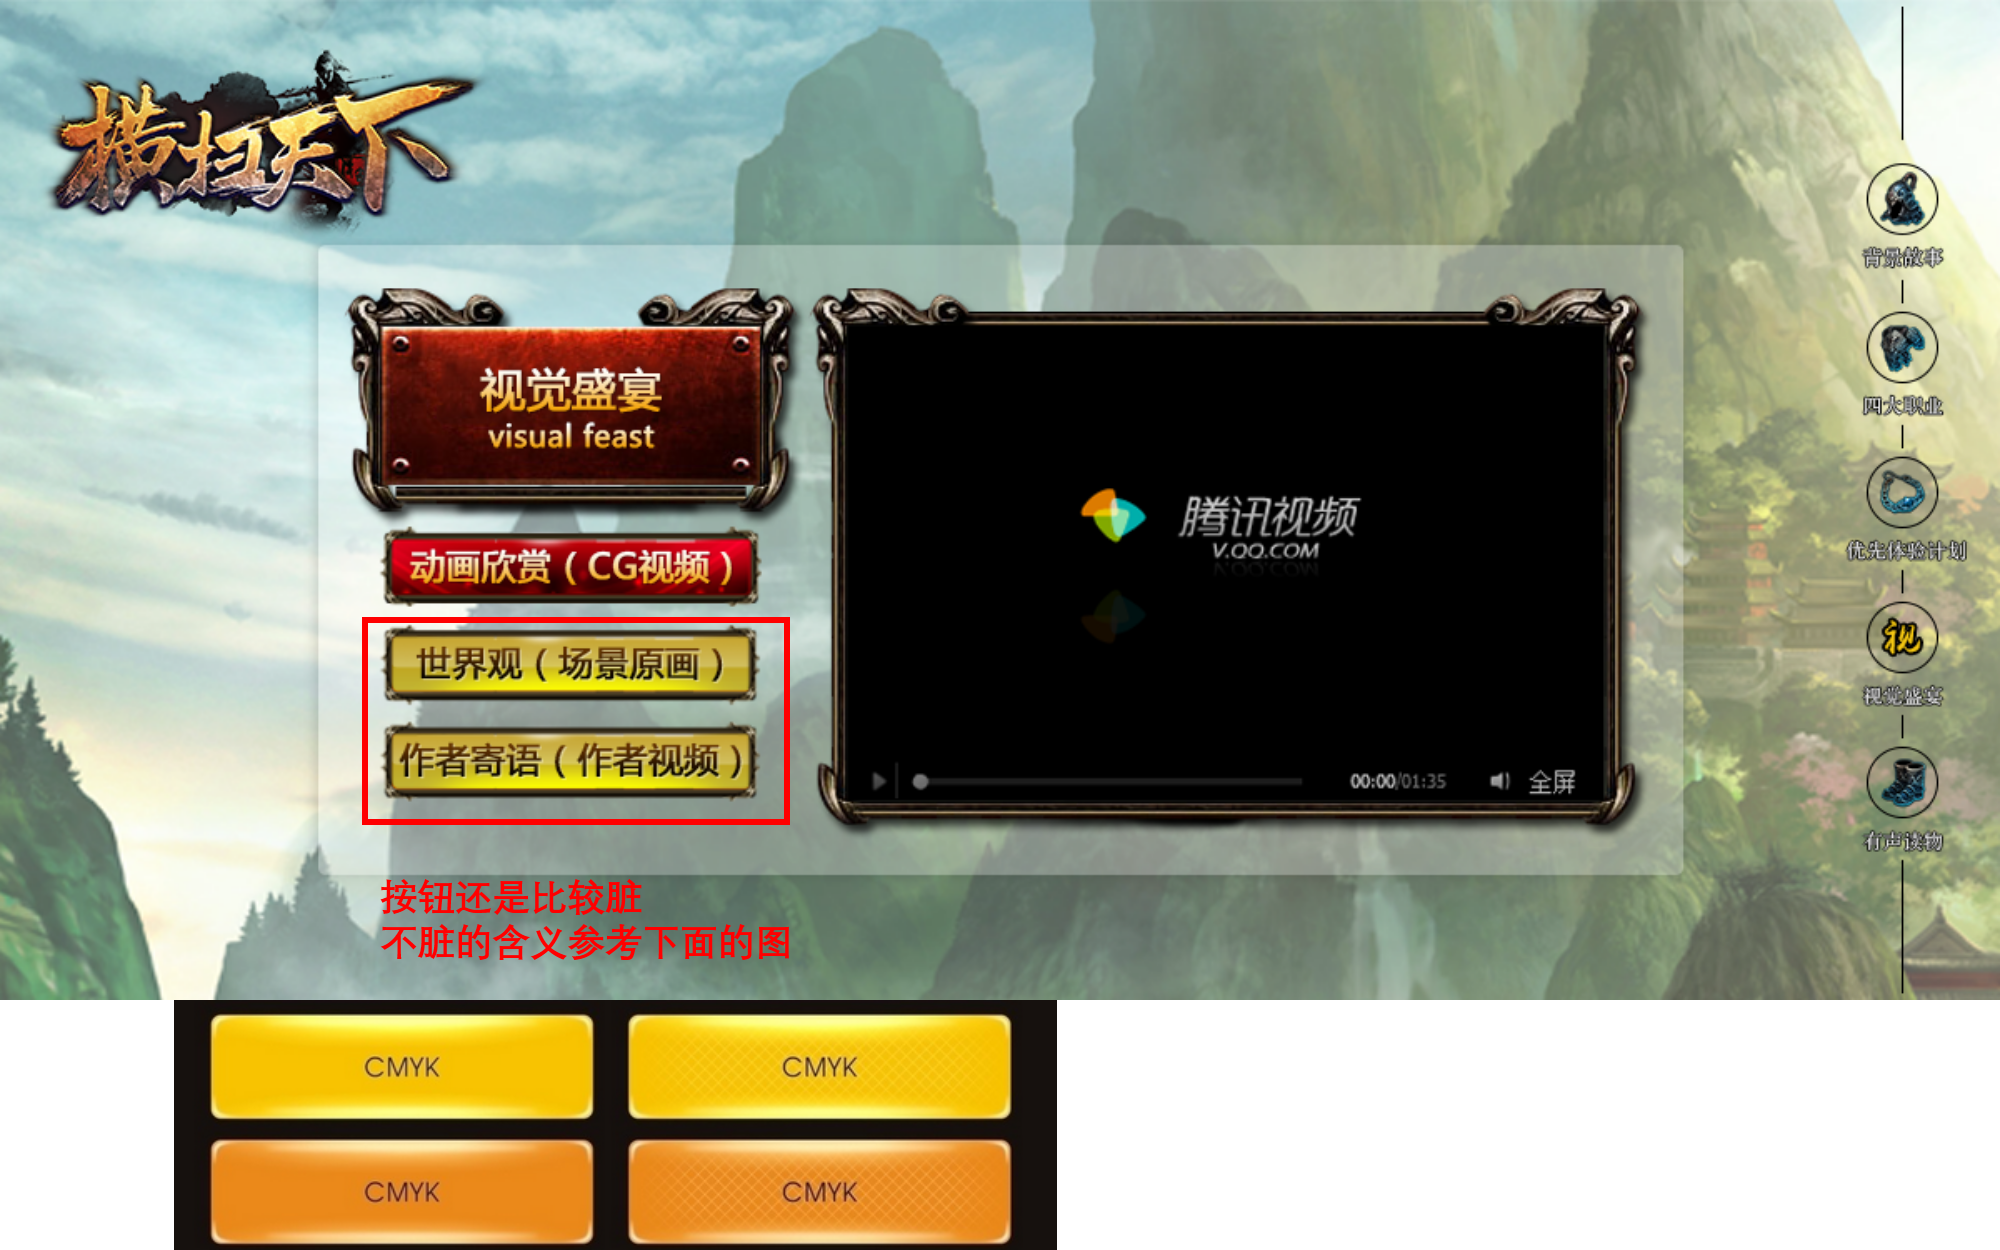 横扫天下
背景故事
四大职业
优先体验计划
视
视觉盛宴
有声读物
视觉盛宴
visual feast
动画欣赏（CG视频）
世界观（场景原画）
作者寄语（作者视频）
腾讯视频
V.QQ.COM
00:00/01:35
全屏
按钮还是比较脏
不脏的含义参考下面的图
CMYK
CMYK
CMYK
CMYK